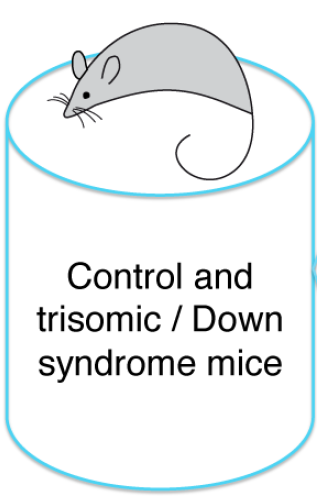 Control and
trisomic / Down
syndrome mice